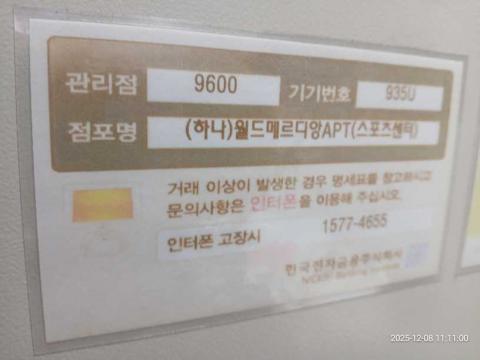 관리점 9600 기기번호 935U
점포명 (하나)월드메르디앙APT(스포츠센터)
거래 이상이 발생한 경우 명세표를 참고하시고
문의사항은 인터폰을 이용해 주십시오.
인터폰 고장시 1577-4655
한국전자금융주식회사
2025-12-08 11:11:00